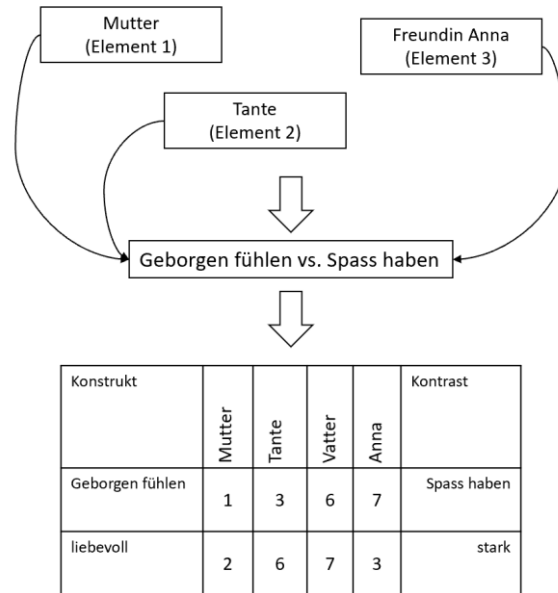 Mutter
(Element 1)
Freundin Anna
(Element 3)
Tante
(Element 2)
Geborgen fühlen vs. Spass haben
Konstrukt Mutter Tante Vatter Anna Kontrast
Geborgen fühlen 1 3 6 7 Spass haben
liebevoll 2 6 7 3 stark